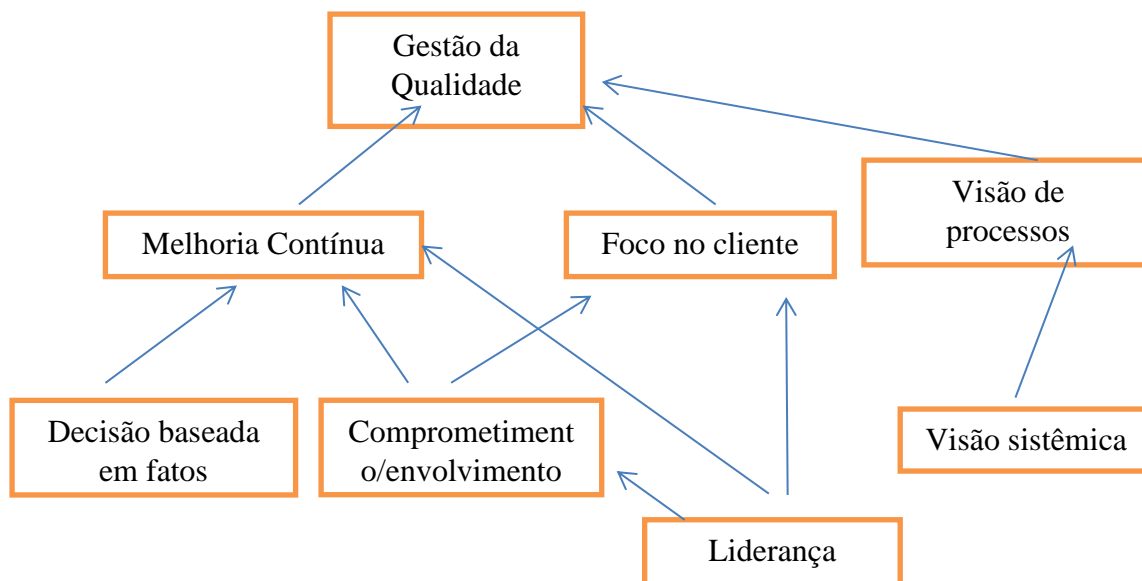 Gestão da
Qualidade
Visão de
processos
Melhoria Contínua
Foco no cliente
Decisão baseada
em fatos
Comprometiment
o/envolvimento
Visão sistêmica
Liderança